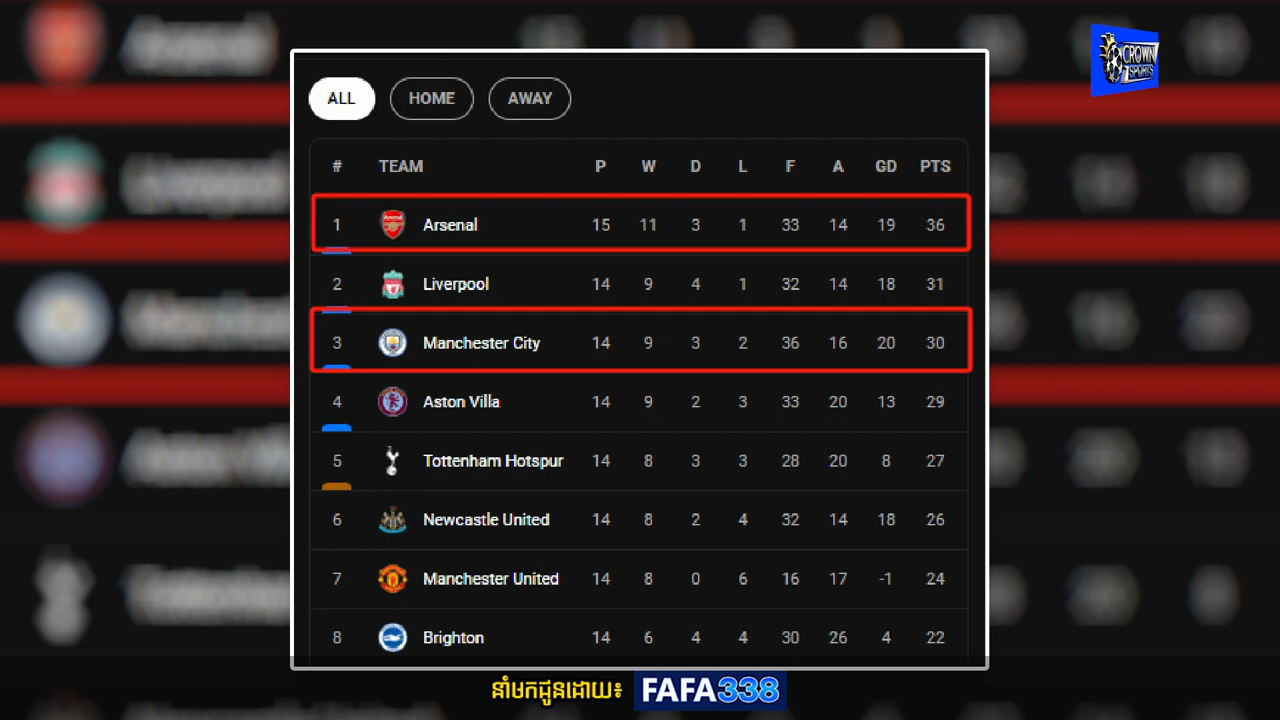 CROWN
SPORTS
ALL HOME AWAY
# TEAM P W D L F A GD PTS
1 Arsenal 15 11 3 1 33 14 19 36
2 Liverpool 14 9 4 1 32 14 18 31
3 Manchester City 14 9 3 2 36 16 20 30
4 Aston Villa 14 9 2 3 33 20 13 29
5 Tottenham Hotspur 14 8 3 3 28 20 8 27
6 Newcastle United 14 8 2 4 32 14 18 26
7 Manchester United 14 8 0 6 16 17 -1 24
8 Brighton 14 6 4 4 30 26 4 22
នាំមកជូនដោយ៖ FAFA338